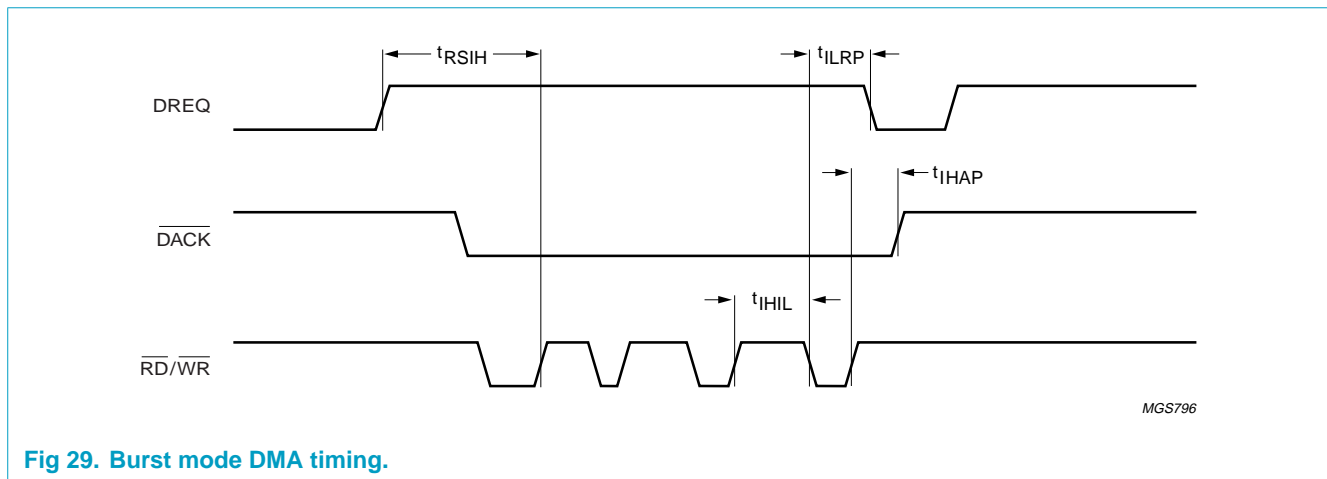 tRSIH
tILRP
DREQ
tIHAP
DACK
tIHIL
RD/WR
MGS796
Fig 29. Burst mode DMA timing.